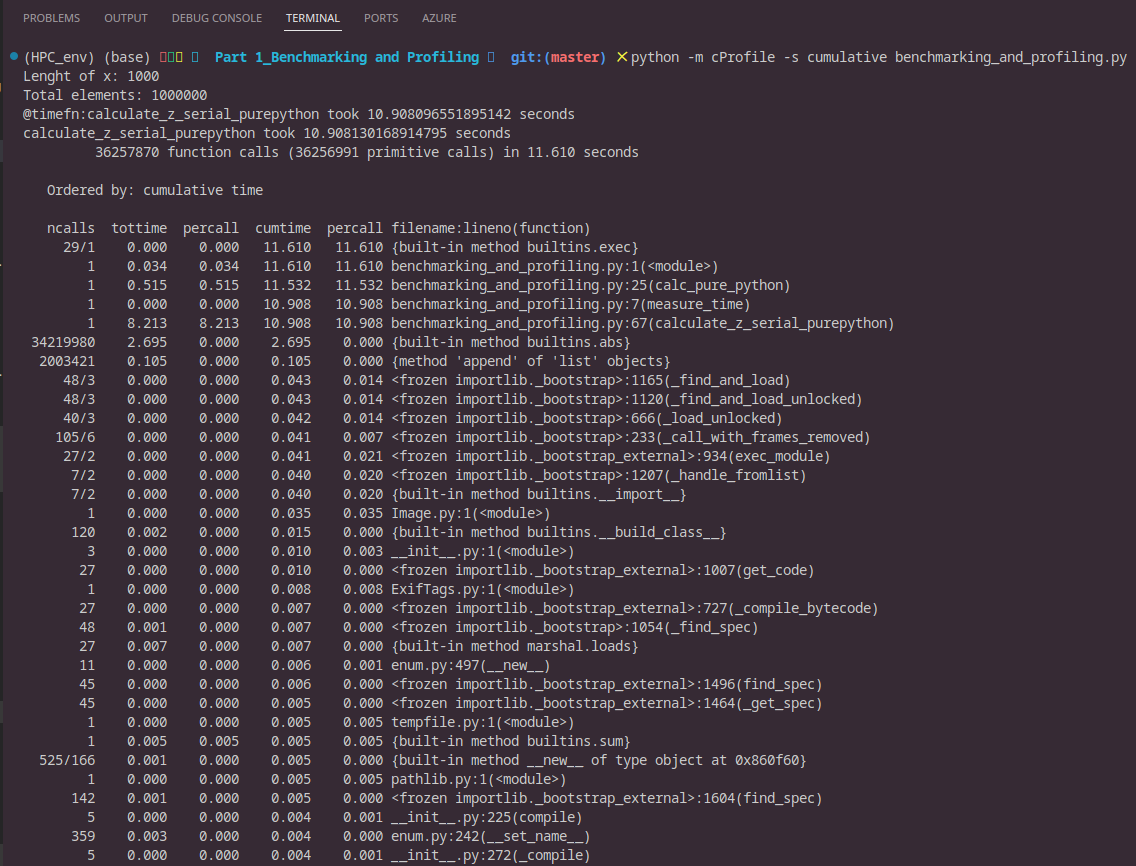 PROBLEMS OUTPUT DEBUG CONSOLE TERMINAL PORTS AZURE
(HPC_env) (base) Part 1_Benchmarking and Profiling git:(master) ✗ python -m cProfile -s cumulative benchmarking_and_profiling.py
Lenght of x: 1000
Total elements: 1000000
@timefn:calculate_z_serial_purepython took 10.908096551895142 seconds
calculate_z_serial_purepython took 10.908130168914795 seconds
36257870 function calls (36256991 primitive calls) in 11.610 seconds
Ordered by: cumulative time
ncalls tottime percall cumtime percall filename:lineno(function)
29/1 0.000 0.000 11.610 11.610 {built-in method builtins.exec}
1 0.034 0.034 11.610 11.610 benchmarking_and_profiling.py:1(<module>)
1 0.515 0.515 11.532 11.532 benchmarking_and_profiling.py:25(calc_pure_python)
1 0.000 0.000 10.908 10.908 benchmarking_and_profiling.py:7(measure_time)
1 8.213 8.213 10.908 10.908 benchmarking_and_profiling.py:67(calculate_z_serial_purepython)
34219980 2.695 0.000 2.695 0.000 {built-in method builtins.abs}
2003421 0.105 0.000 0.105 0.000 {method 'append' of 'list' objects}
48/3 0.000 0.000 0.043 0.014 <frozen importlib._bootstrap>:1165(_find_and_load)
48/3 0.000 0.000 0.043 0.014 <frozen importlib._bootstrap>:1120(_find_and_load_unlocked)
40/3 0.000 0.000 0.042 0.014 <frozen importlib._bootstrap>:666(_load_unlocked)
105/6 0.000 0.000 0.041 0.007 <frozen importlib._bootstrap>:233(_call_with_frames_removed)
27/2 0.000 0.000 0.041 0.021 <frozen importlib._bootstrap_external>:934(exec_module)
7/2 0.000 0.000 0.040 0.020 <frozen importlib._bootstrap>:1207(_handle_fromlist)
7/2 0.000 0.000 0.040 0.020 {built-in method builtins.__import__}
1 0.000 0.000 0.035 0.035 Image.py:1(<module>)
120 0.002 0.000 0.015 0.000 {built-in method builtins.__build_class__}
3 0.000 0.000 0.010 0.003 __init__.py:1(<module>)
27 0.000 0.000 0.010 0.000 <frozen importlib._bootstrap_external>:1007(get_code)
1 0.000 0.000 0.008 0.008 ExifTags.py:1(<module>)
27 0.000 0.000 0.007 0.000 <frozen importlib._bootstrap_external>:727(_compile_bytecode)
48 0.001 0.000 0.007 0.000 <frozen importlib._bootstrap>:1054(_find_spec)
27 0.007 0.000 0.007 0.000 {built-in method marshal.loads}
11 0.000 0.000 0.006 0.001 enum.py:497(__new__)
45 0.000 0.000 0.006 0.000 <frozen importlib._bootstrap_external>:1496(find_spec)
45 0.000 0.000 0.005 0.000 <frozen importlib._bootstrap_external>:1464(_get_spec)
1 0.000 0.000 0.005 0.005 tempfile.py:1(<module>)
1 0.005 0.005 0.005 0.005 {built-in method builtins.sum}
525/166 0.001 0.000 0.005 0.000 {built-in method __new__ of type object at 0x860f60}
1 0.000 0.000 0.005 0.005 pathlib.py:1(<module>)
142 0.001 0.000 0.005 0.000 <frozen importlib._bootstrap_external>:1604(find_spec)
5 0.000 0.000 0.004 0.001 __init__.py:225(compile)
359 0.003 0.000 0.004 0.000 enum.py:242(__set_name__)
5 0.000 0.000 0.004 0.001 __init__.py:272(_compile)